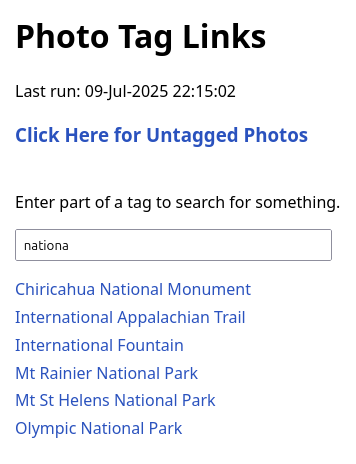 Photo Tag Links
Last run: 09-Jul-2025 22:15:02
Click Here for Untagged Photos
Enter part of a tag to search for something.
nationa
Chiricahua National Monument
International Appalachian Trail
International Fountain
Mt Rainier National Park
Mt St Helens National Park
Olympic National Park